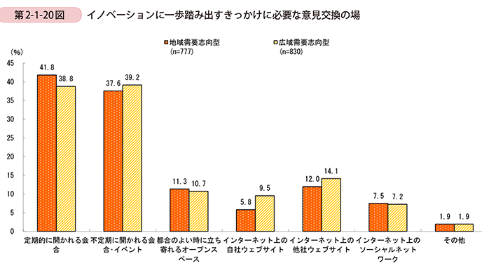 第2-1-20図 イノベーションに一歩踏み出すきっかけに必要な意見交換の場
地域需要志向型 広域需要志向型
(n=777) (n=830)
(%)
45
40
35
30
25
20
15
10
5
0
41.8 38.8
37.6 39.2
11.3 10.7
5.8 9.5
12.0 14.1
7.5 7.2
1.9 1.9
定期的に開かれる会
合
不定期に開かれる会
合・イベント
都合のよい時に立ち
寄れるオープンス
ペース
インターネット上の
自社ウェブサイト
インターネット上の
他社ウェブサイト
インターネット上の
ソーシャルネット
ワーク
その他